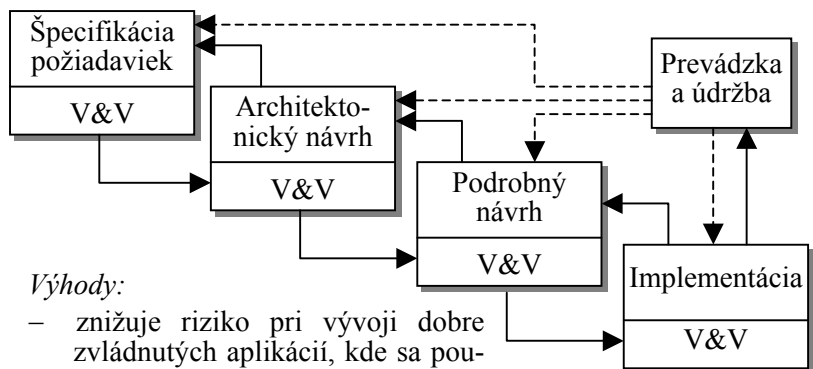 Špecifikácia
požiadaviek
V&V
Architekto-
nický návrh
V&V
Podrobný
návrh
V&V
Implementácia
V&V
Prevádzka
a údržba
Výhody:
– znižuje riziko pri vývoji dobre
zvládnutých aplikácií, kde sa pou-